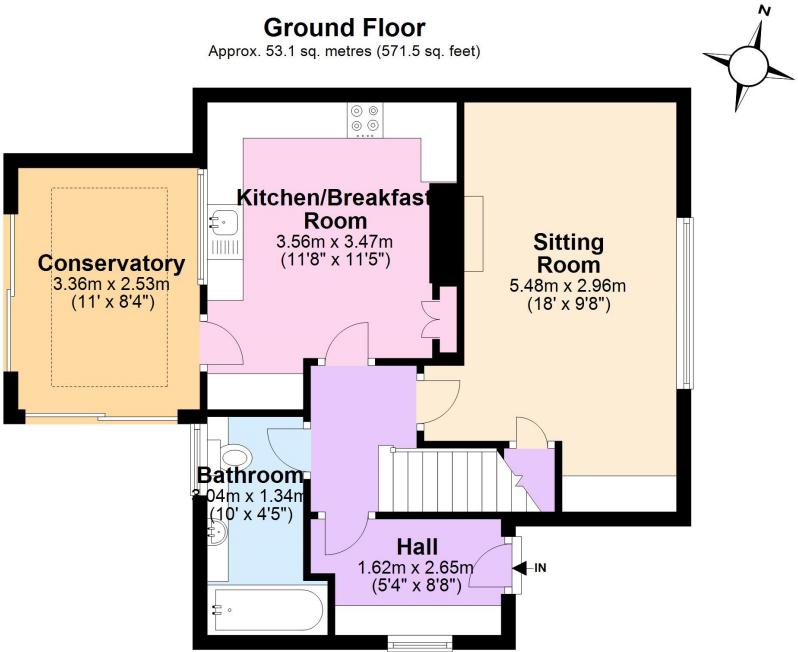 Ground Floor
Approx. 53.1 sq. metres (571.5 sq. feet)
N
Kitchen/Breakfast
Room
3.56m x 3.47m
(11'8" x 11'5")
Sitting
Room
5.48m x 2.96m
(18' x 9'8")
Conservatory
3.36m x 2.53m
(11' x 8'4")
Bathroom
3.04m x 1.34m
(10' x 4'5")
Hall
1.62m x 2.65m
(5'4" x 8'8")
IN